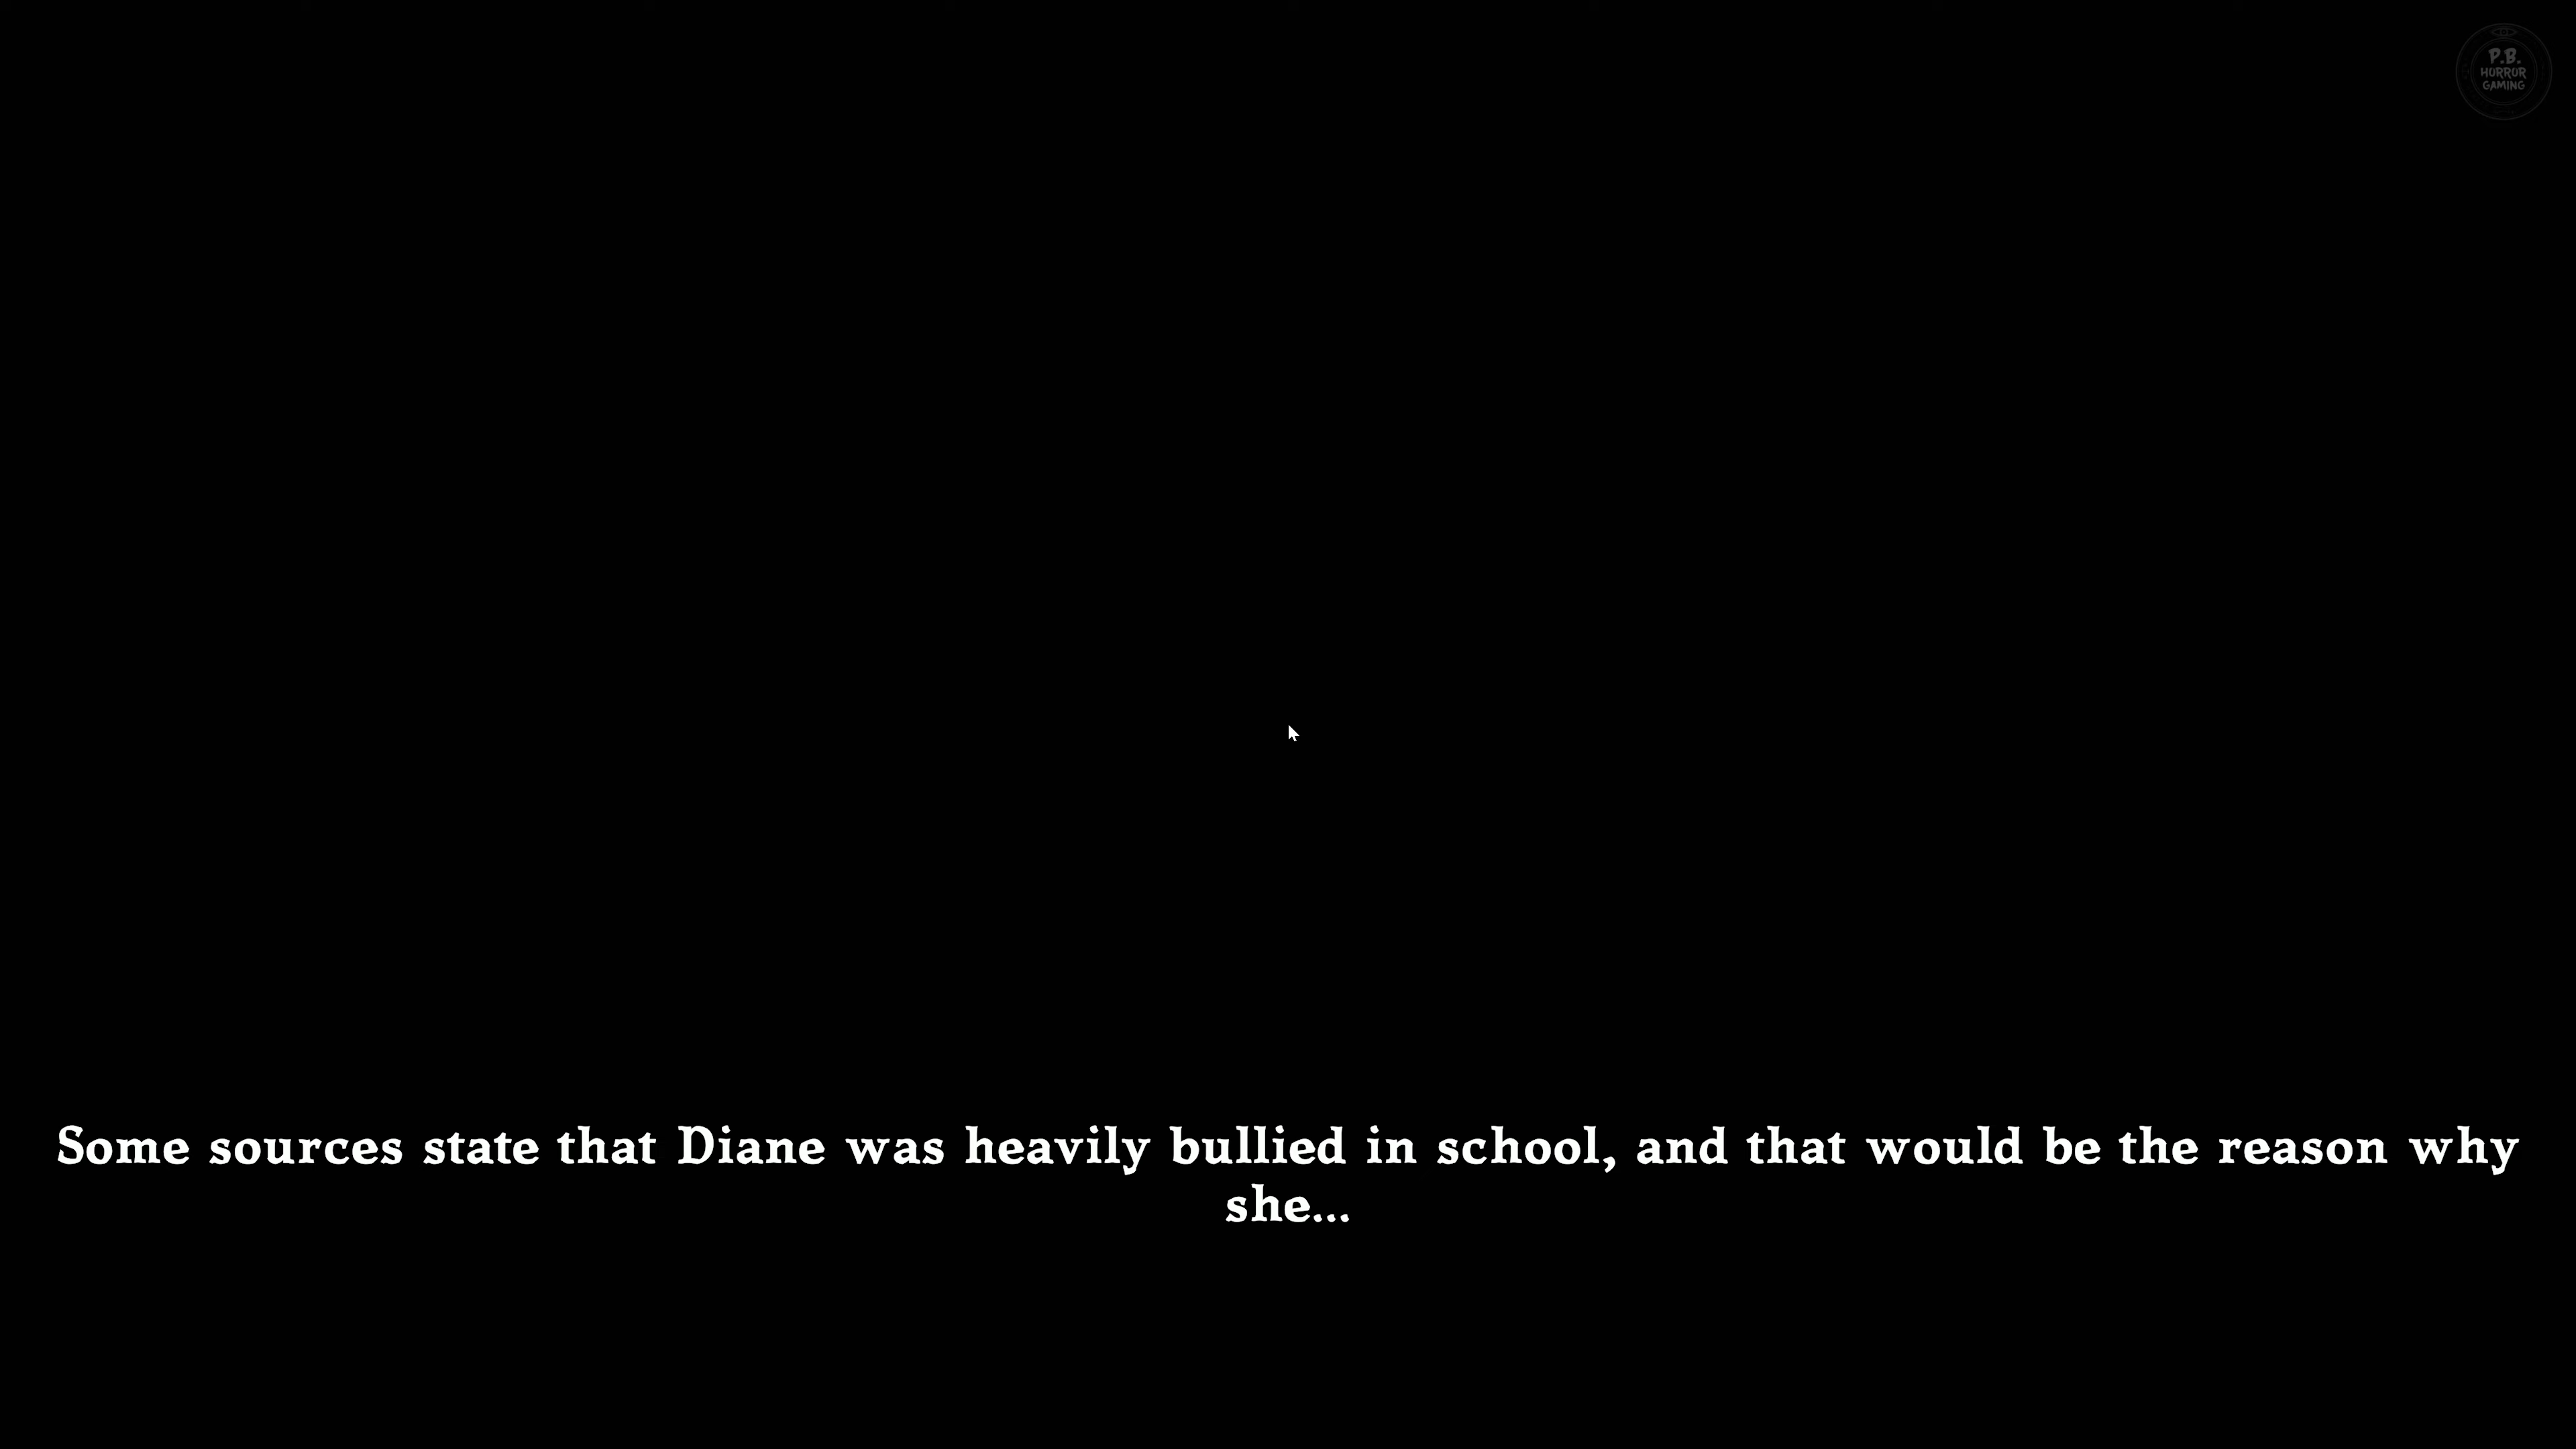 P.B.
HORROR
GAMING
Some sources state that Diane was heavily bullied in school, and that would be the reason why
she...